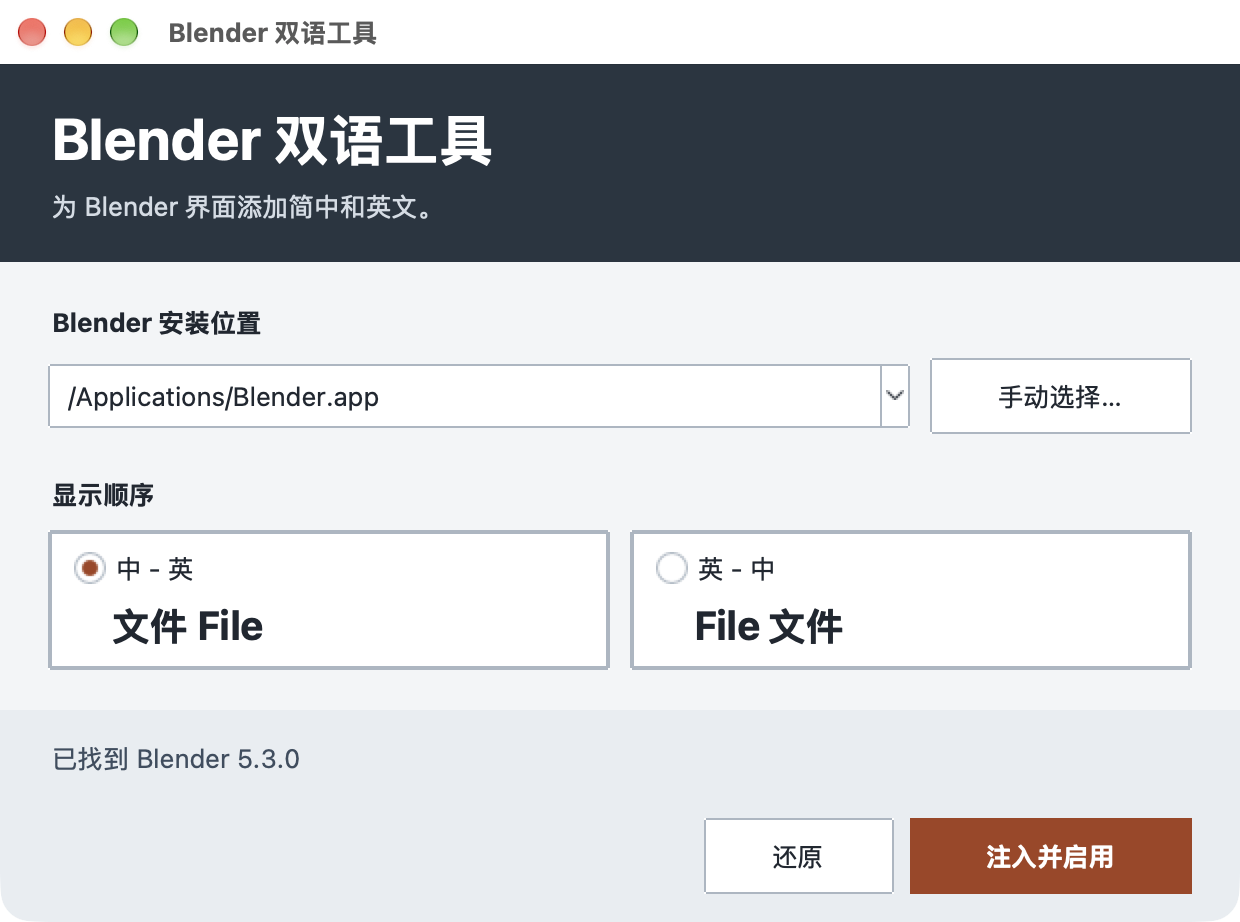 Blender 双语工具
Blender 双语工具
为 Blender 界面添加简中和英文。
Blender 安装位置
/Applications/Blender.app
手动选择...
显示顺序
中 - 英
文件 File
英 - 中
File 文件
已找到 Blender 5.3.0
还原
注入并启用